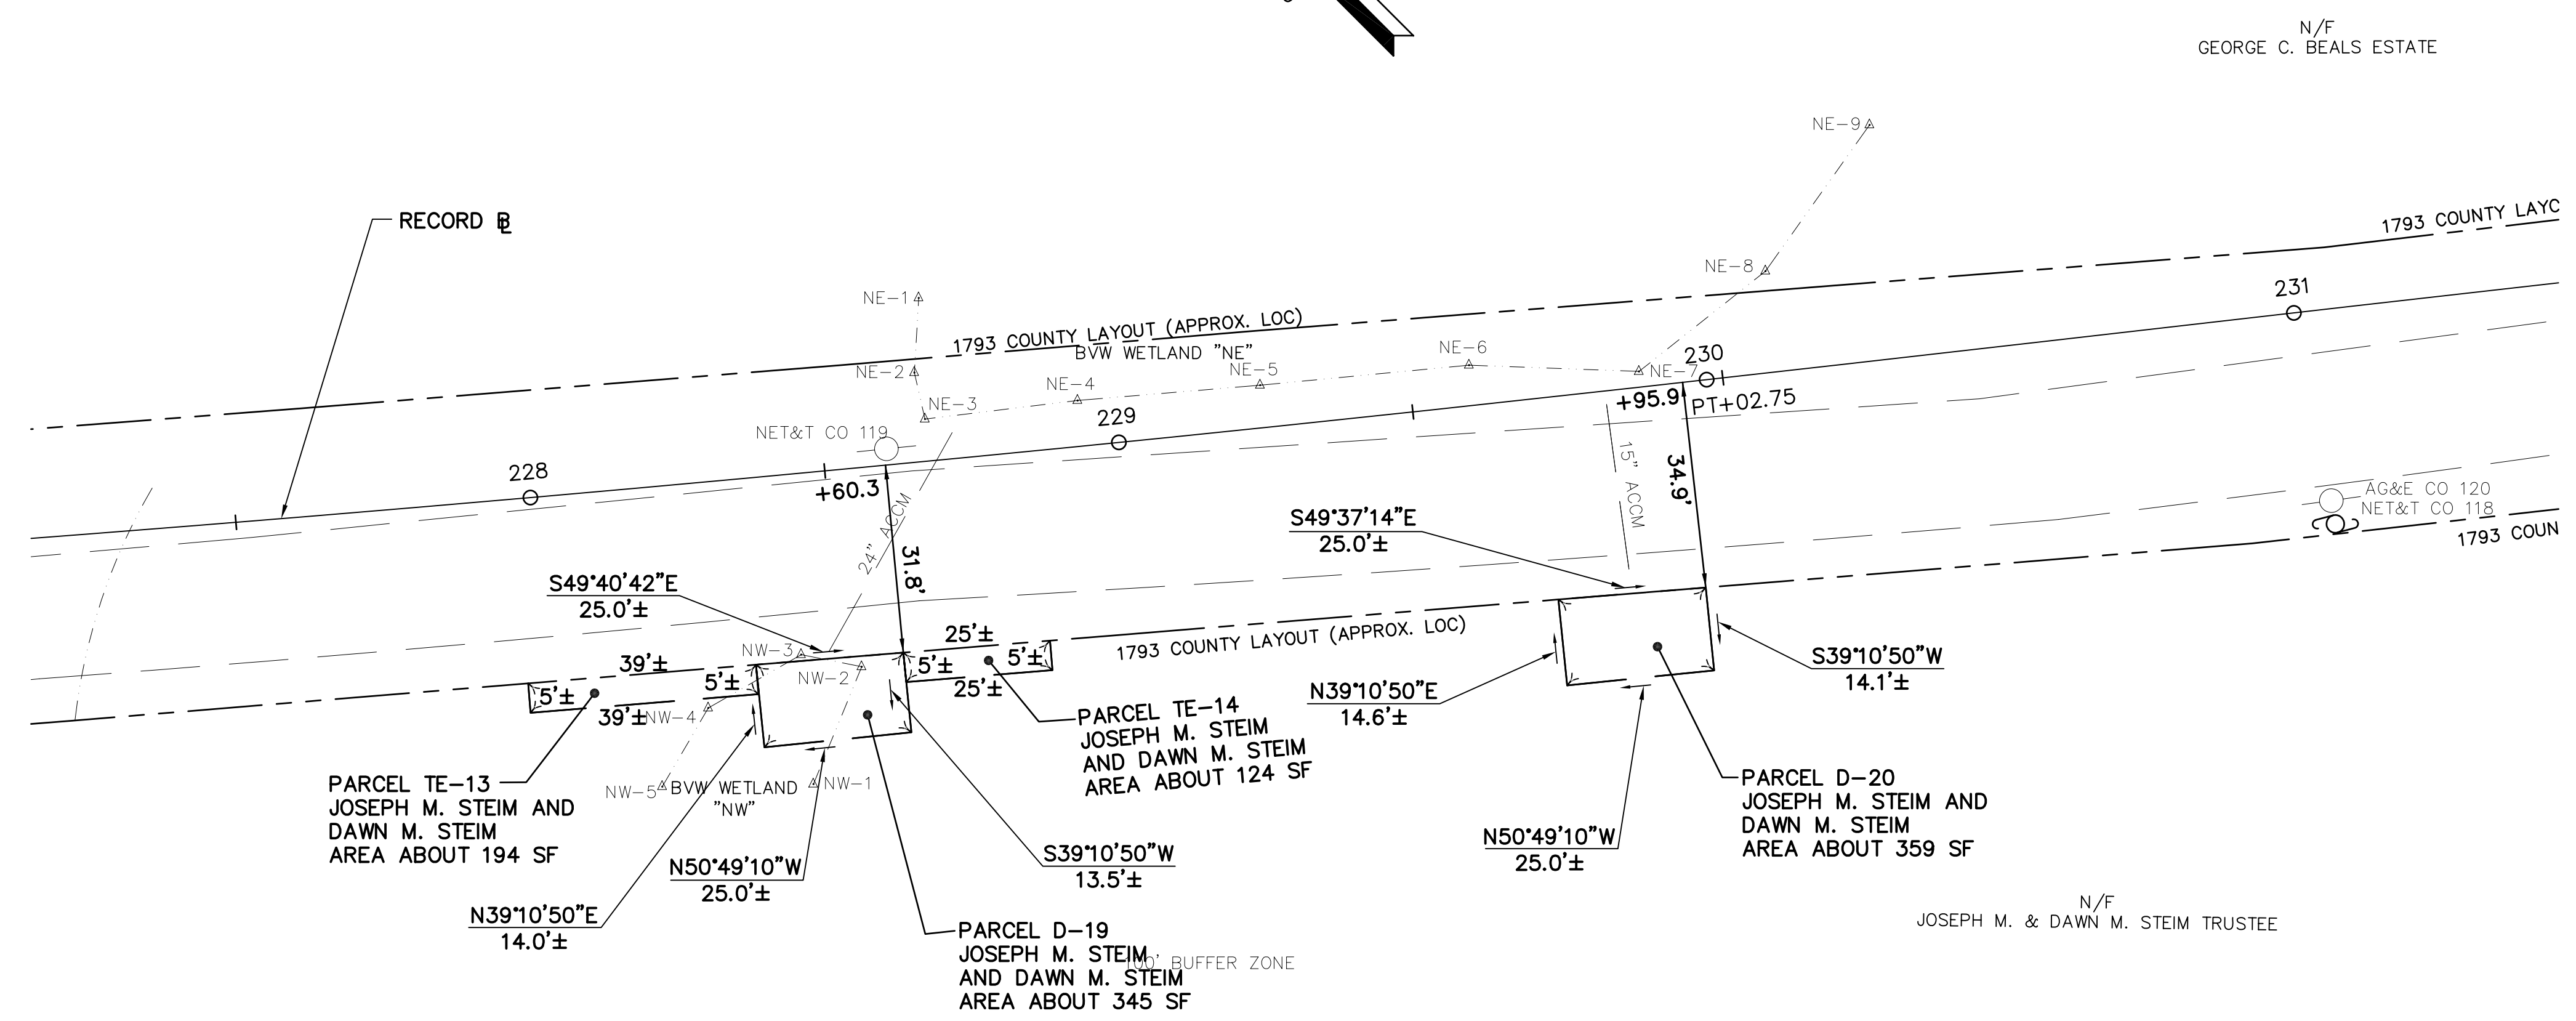 N/F
GEORGE C. BEALS ESTATE
NE-9
RECORD BL
1793 COUNTY LAYO
NE-8
231
NE-1
1793 COUNTY LAYOUT (APPROX. LOC)
BVW WETLAND "NE"
NE-2
NE-6
230
NE-7
NE-5
NE-4
NE-3
+95.9
PT+02.75
229
NET&T CO 119
228
+60.3
15" ACCM
34.9'
24" ACCM
31.8'
AG&E CO 120
NET&T CO 118
1793 COUN
S49°37'14"E
25.0'±
S49°40'42"E
25.0'±
25'±
1793 COUNTY LAYOUT (APPROX. LOC)
NW-3
39'±
5'±
5'±
NW-2
5'±
5'±
25'±
39'±
NW-4
S39°10'50"W
14.1'±
N39°10'50"E
14.6'±
PARCEL TE-14
JOSEPH M. STEIM
AND DAWN M. STEIM
AREA ABOUT 124 SF
PARCEL TE-13
JOSEPH M. STEIM AND
DAWN M. STEIM
AREA ABOUT 194 SF
NW-5
BVW WETLAND
"NW"
NW-1
PARCEL D-20
JOSEPH M. STEIM AND
DAWN M. STEIM
AREA ABOUT 359 SF
N50°49'10"W
25.0'±
S39°10'50"W
13.5'±
N50°49'10"W
25.0'±
N39°10'50"E
14.0'±
N/F
JOSEPH M. & DAWN M. STEIM TRUSTEE
PARCEL D-19
JOSEPH M. STEIM
AND DAWN M. STEIM
AREA ABOUT 345 SF
100' BUFFER ZONE